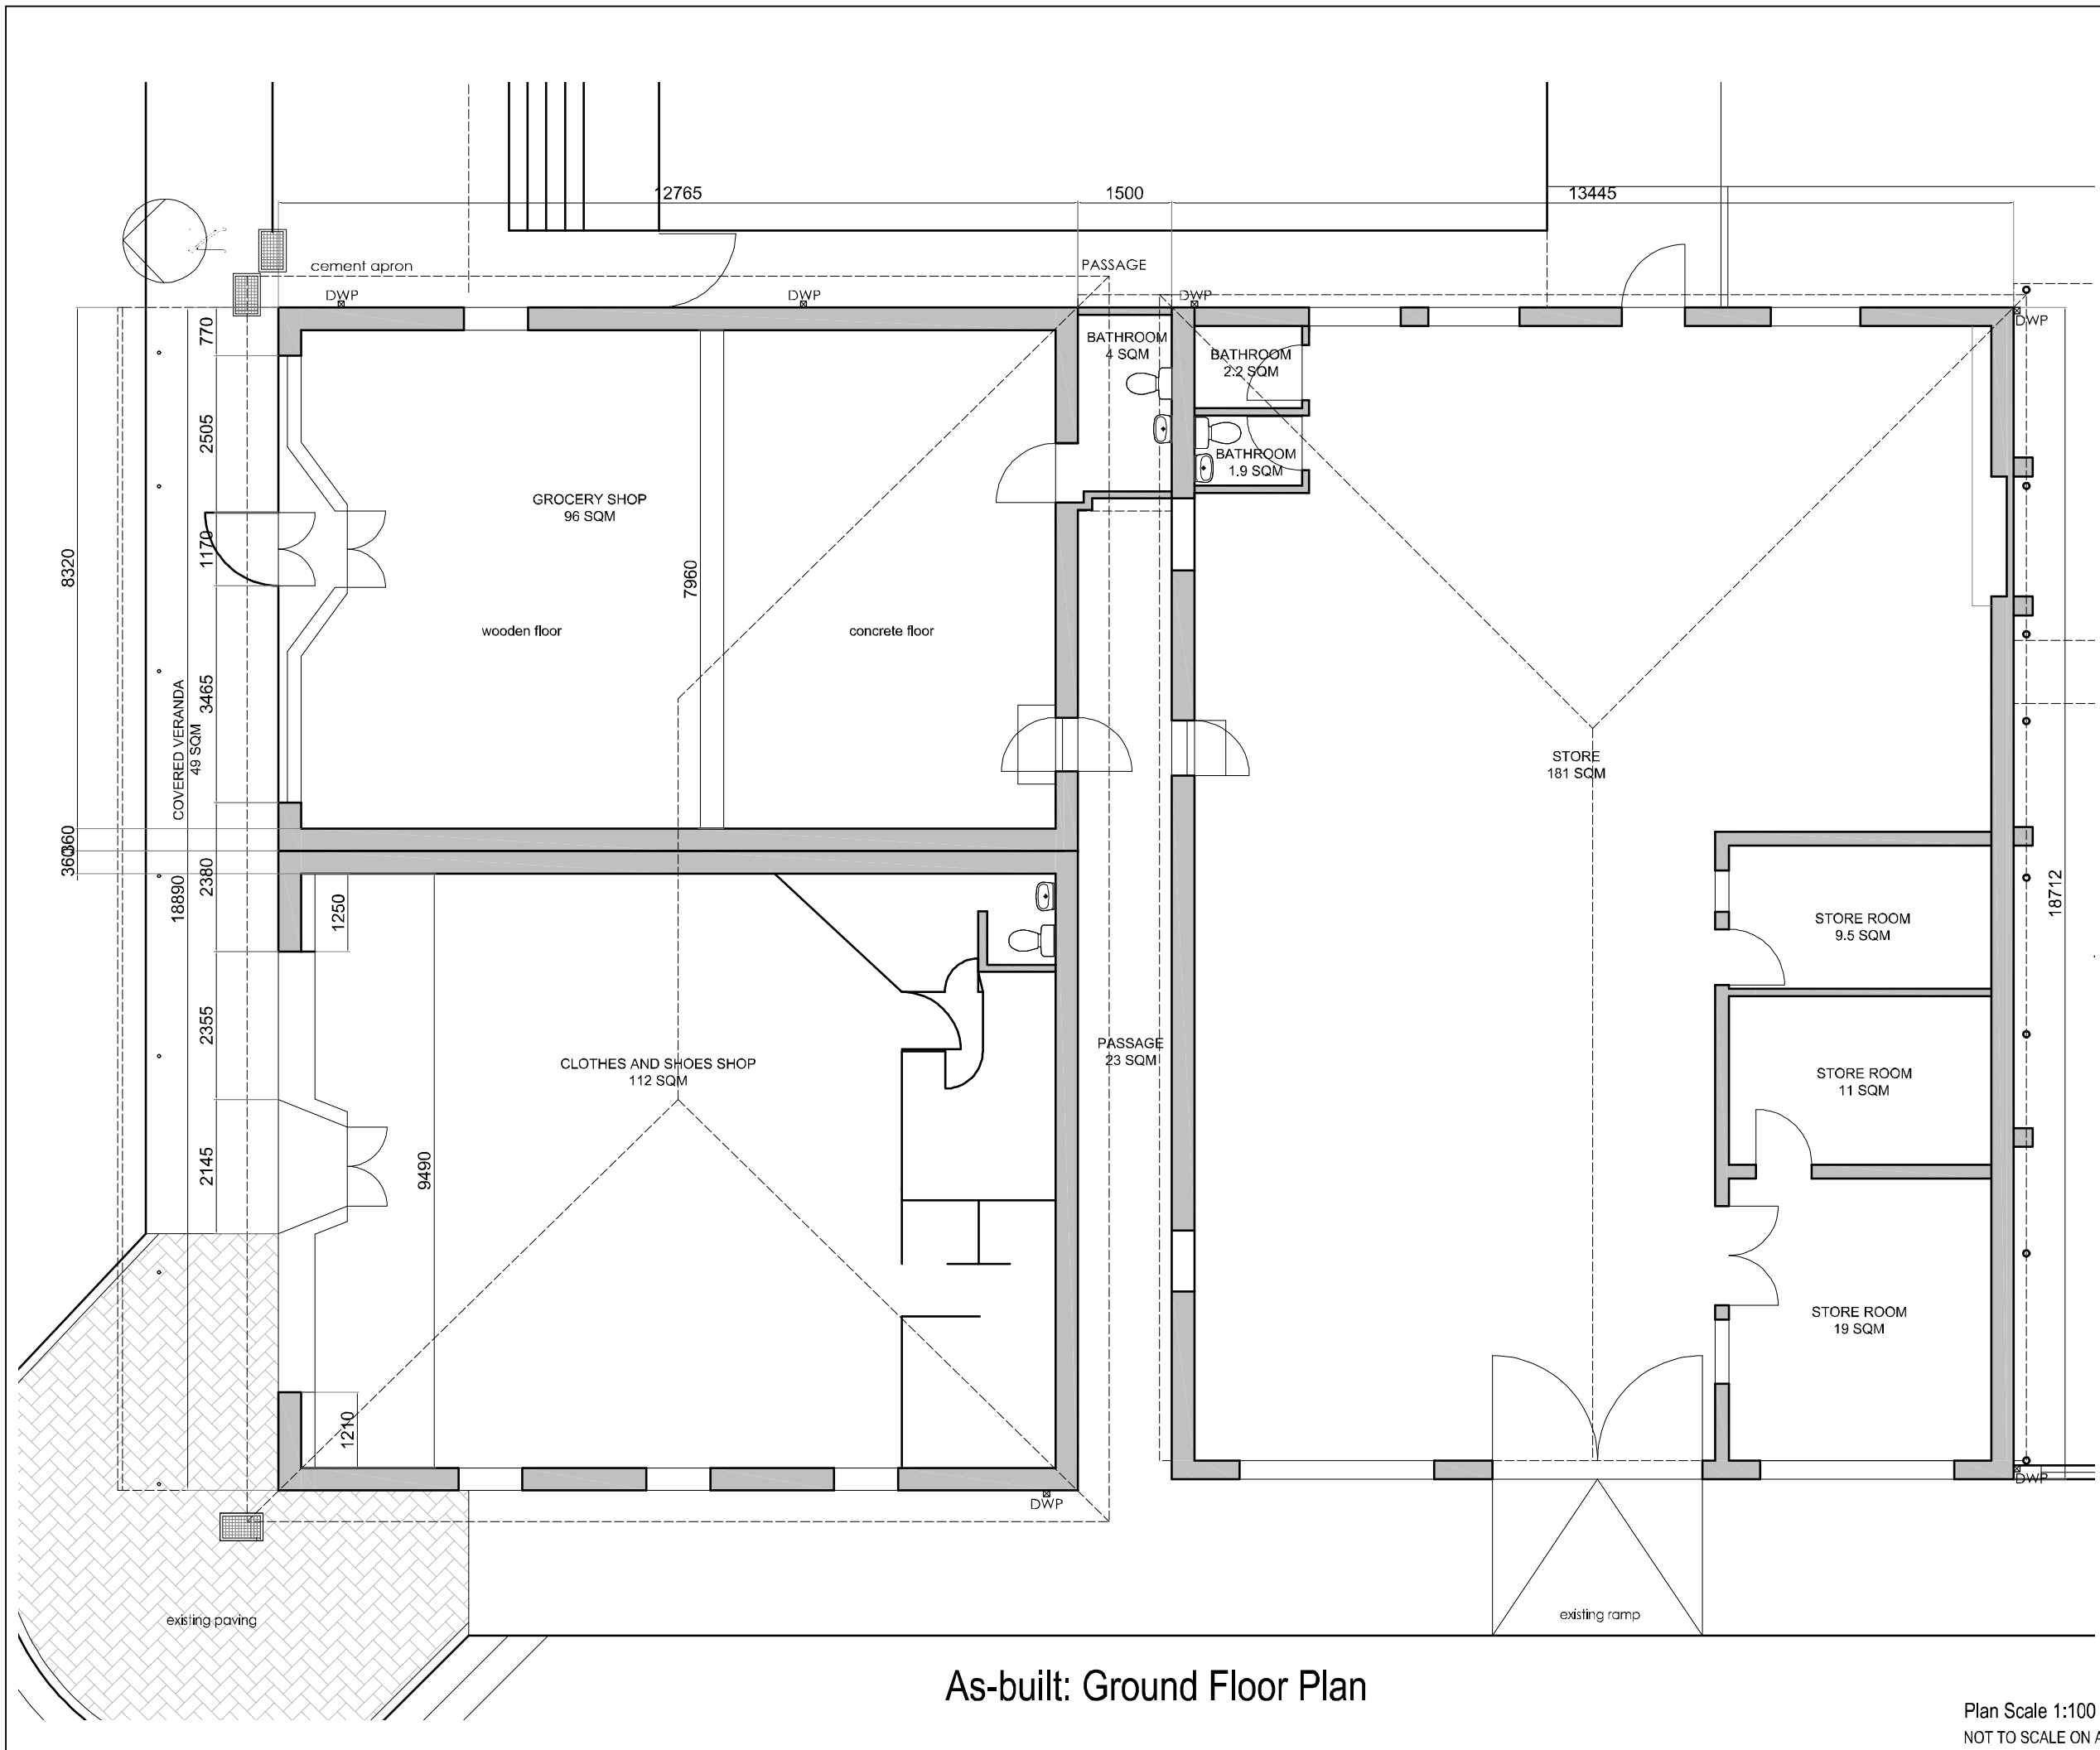 12765
1500
13445
cement apron
PASSAGE
DWP
DWP
DWP
DWP
770
BATHROOM
4 SQM
BATHROOM
2.2 SQM
2505
BATHROOM
1.9 SQM
GROCERY SHOP
96 SQM
1170
8320
7960
wooden floor
concrete floor
3465
COVERED VERANDA
49 SQM
STORE
181 SQM
360
360
2380
18890
1250
18712
STORE ROOM
9.5 SQM
2355
PASSAGE
23 SQM
CLOTHES AND SHOES SHOP
112 SQM
STORE ROOM
11 SQM
2145
9490
STORE ROOM
19 SQM
1210
DWP
DWP
existing paving
existing ramp
As-built: Ground Floor Plan
Plan Scale 1:100
NOT TO SCALE ON